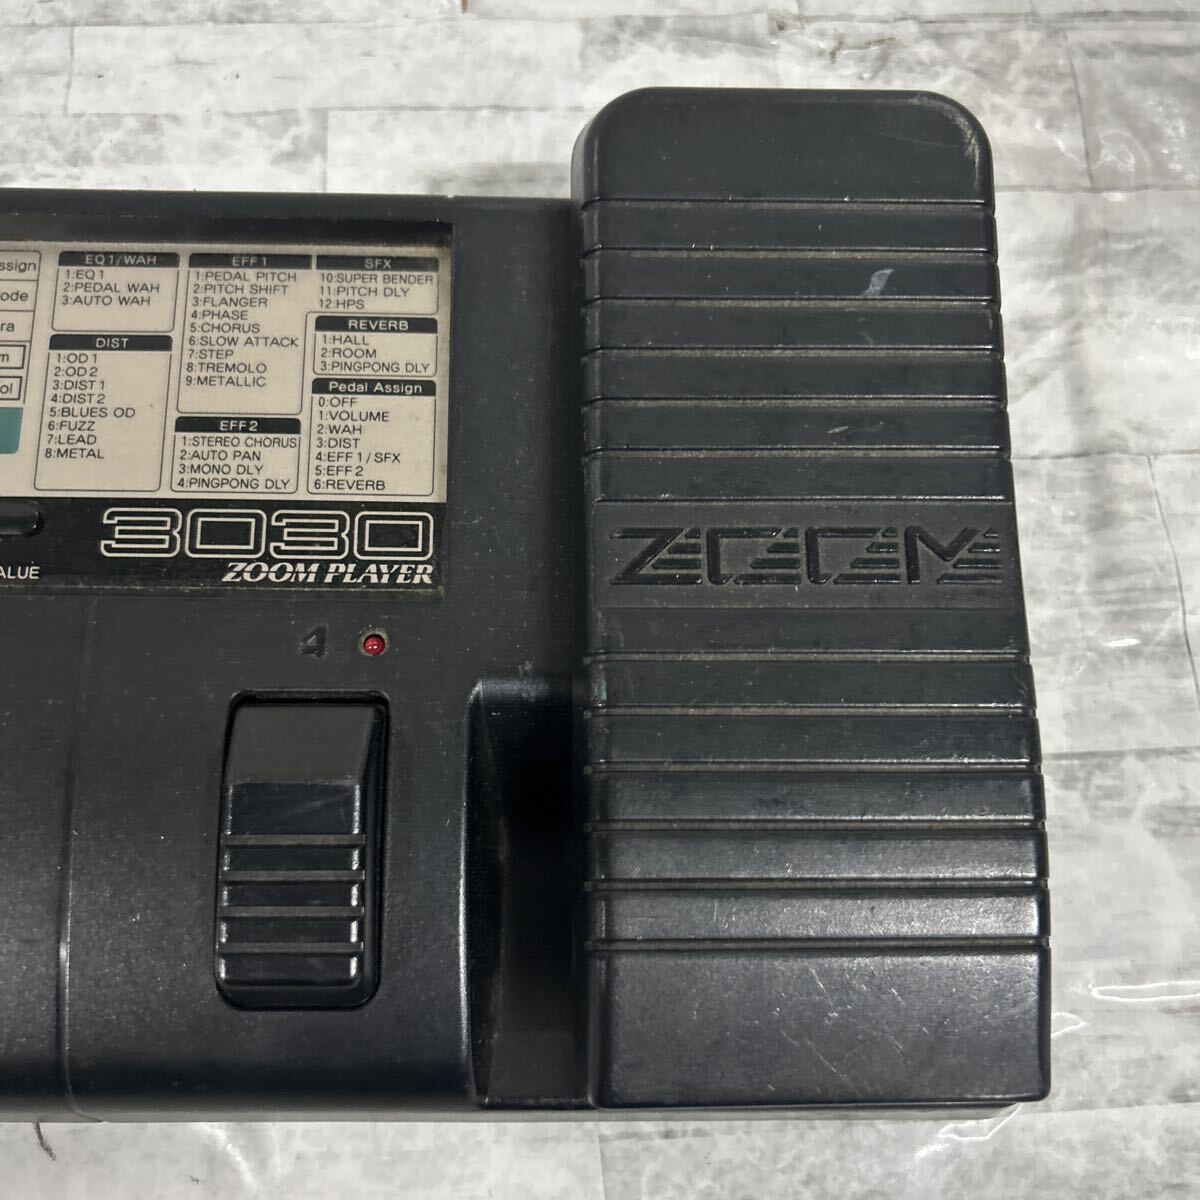 ssign
ode
ra
m
ol
EQ1/WAH
1:EQ1
2:PEDAL WAH
3:AUTO WAH
DIST
1:OD1
2:OD2
3:DIST1
4:DIST2
5:BLUES OD
6:FUZZ
7:LEAD
8:METAL
EFF1
1:PEDAL PITCH
2:PITCH SHIFT
3:FLANGER
4:PHASE
5:CHORUS
6:SLOW ATTACK
7:STEP
8:TREMOLO
9:METALLIC
EFF2
1:STEREO CHORUS
2:AUTO PAN
3:MONO DLY
4:PINGPONG DLY
SFX
10:SUPER BENDER
11:PITCH DLY
12:HPS
REVERB
1:HALL
2:ROOM
3:PINGPONG DLY
Pedal Assign
0:OFF
1:VOLUME
2:WAH
3:DIST
4:EFF1/SFX
5:EFF2
6:REVERB
3030
ZOOM PLAYER
ALUE
4
ZOOM